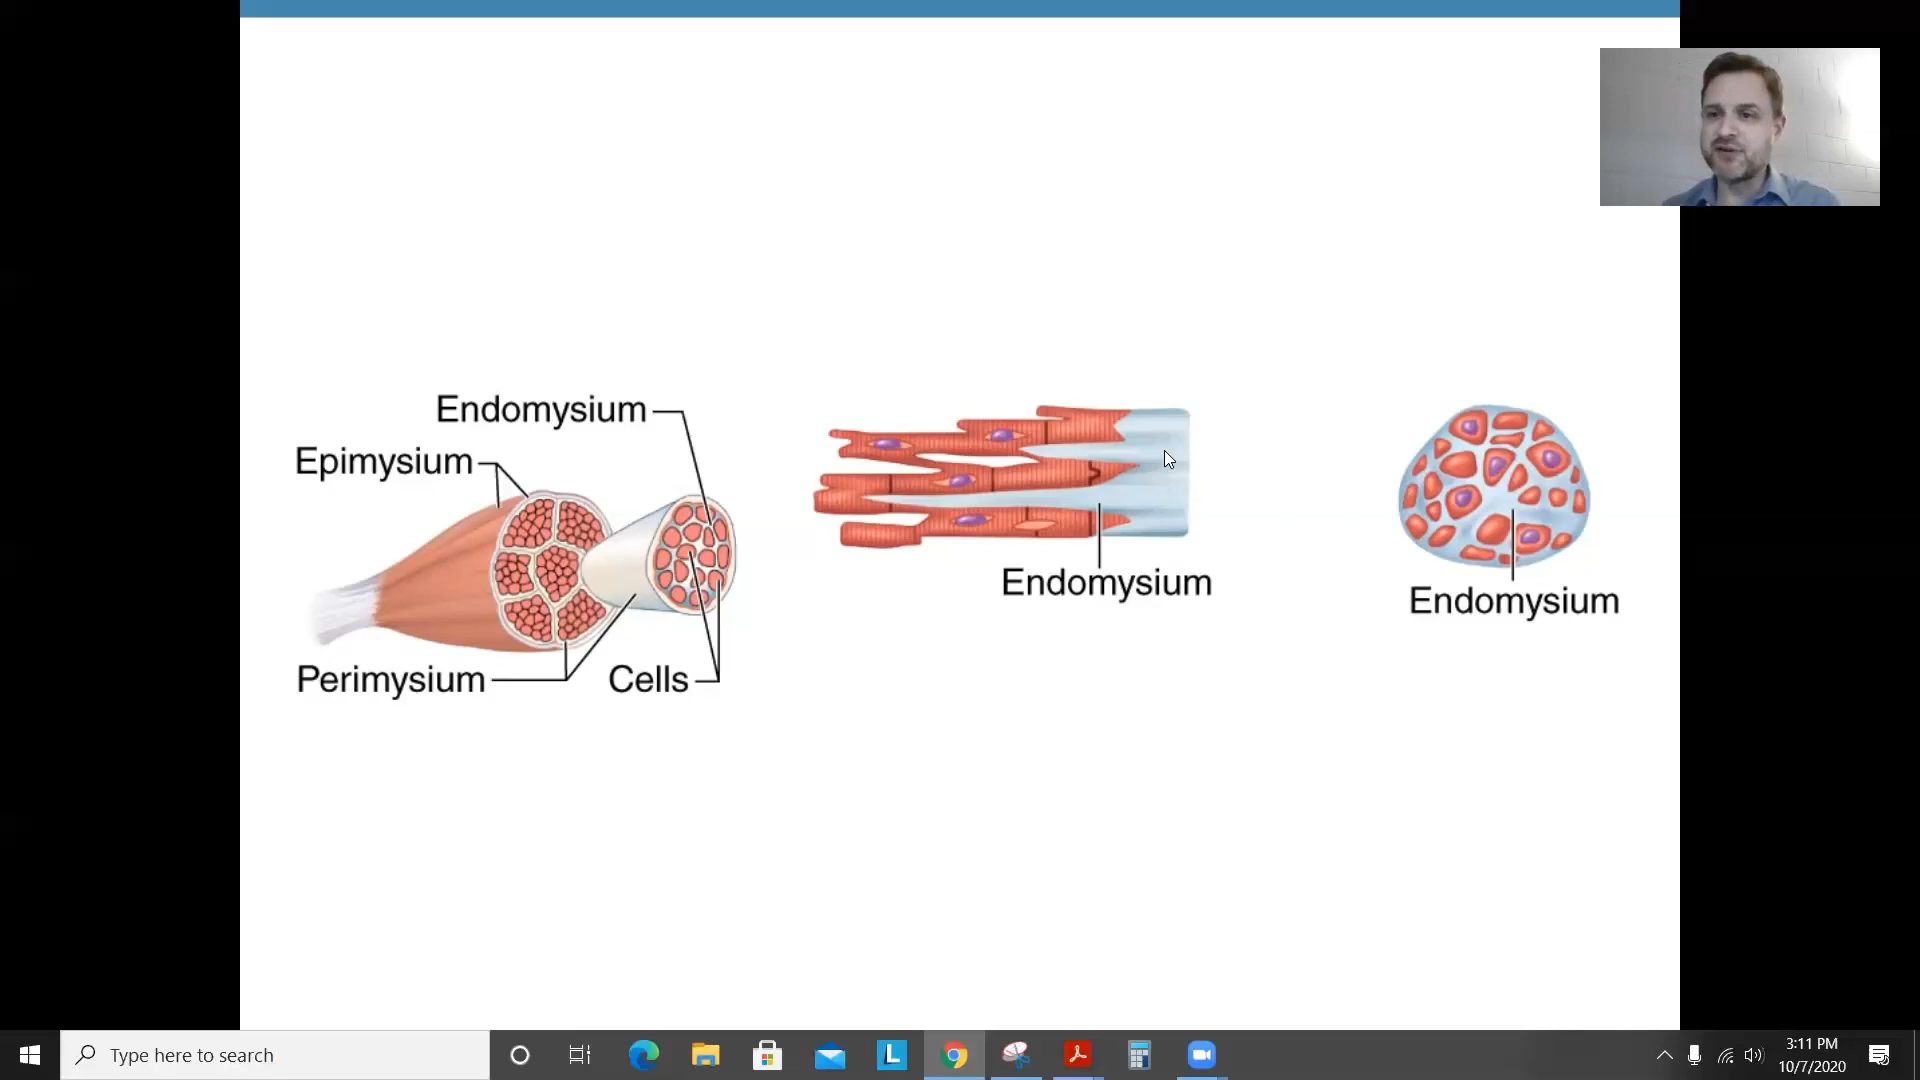 Endomysium
Epimysium
Perimysium
Cells
Endomysium
Endomysium
Type here to search
L
3:11 PM
10/7/2020